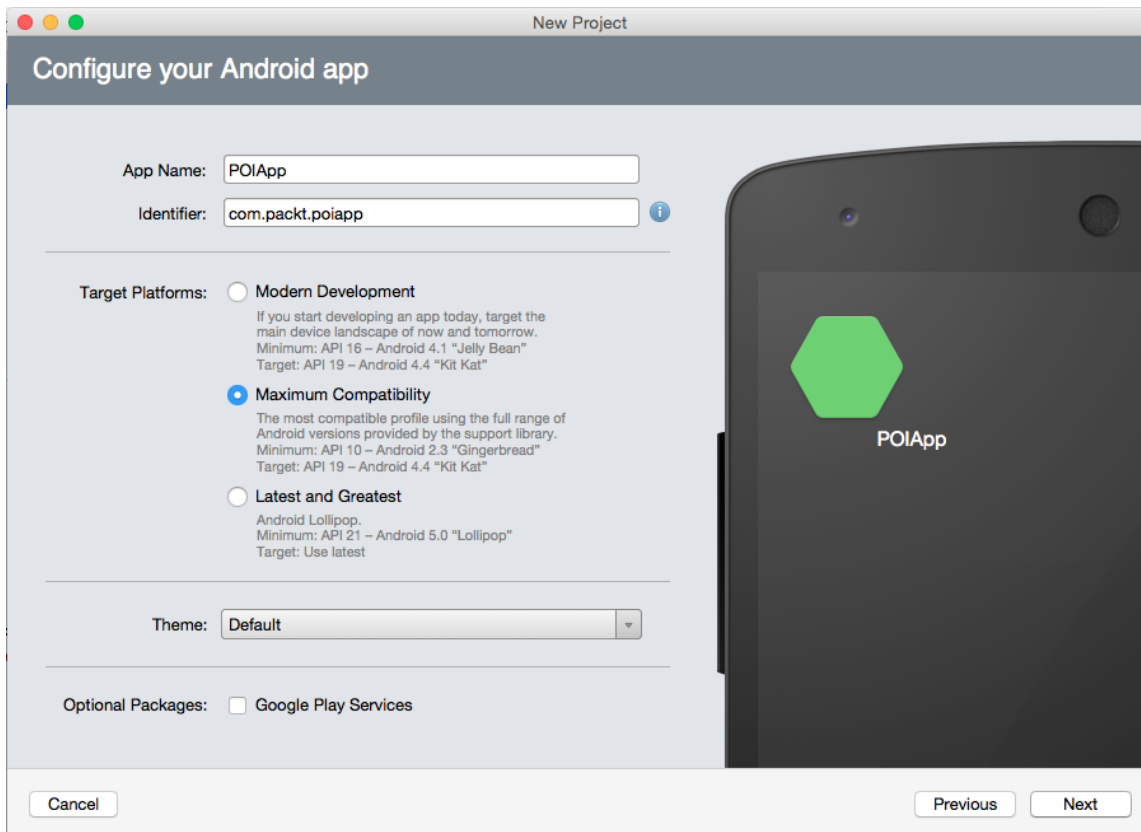 New Project
Configure your Android app
App Name: POIApp
Identifier: com.packt.poiapp
Target Platforms: Modern Development
If you start developing an app today, target the
main device landscape of now and tomorrow.
Minimum: API 16 – Android 4.1 “Jelly Bean”
Target: API 19 – Android 4.4 “Kit Kat”
Maximum Compatibility
The most compatible profile using the full range of
Android versions provided by the support library.
Minimum: API 10 – Android 2.3 “Gingerbread”
Target: API 19 – Android 4.4 “Kit Kat”
Latest and Greatest
Android Lollipop.
Minimum: API 21 – Android 5.0 “Lollipop”
Target: Use latest
Theme: Default
Optional Packages: Google Play Services
POIApp
Cancel
Previous
Next